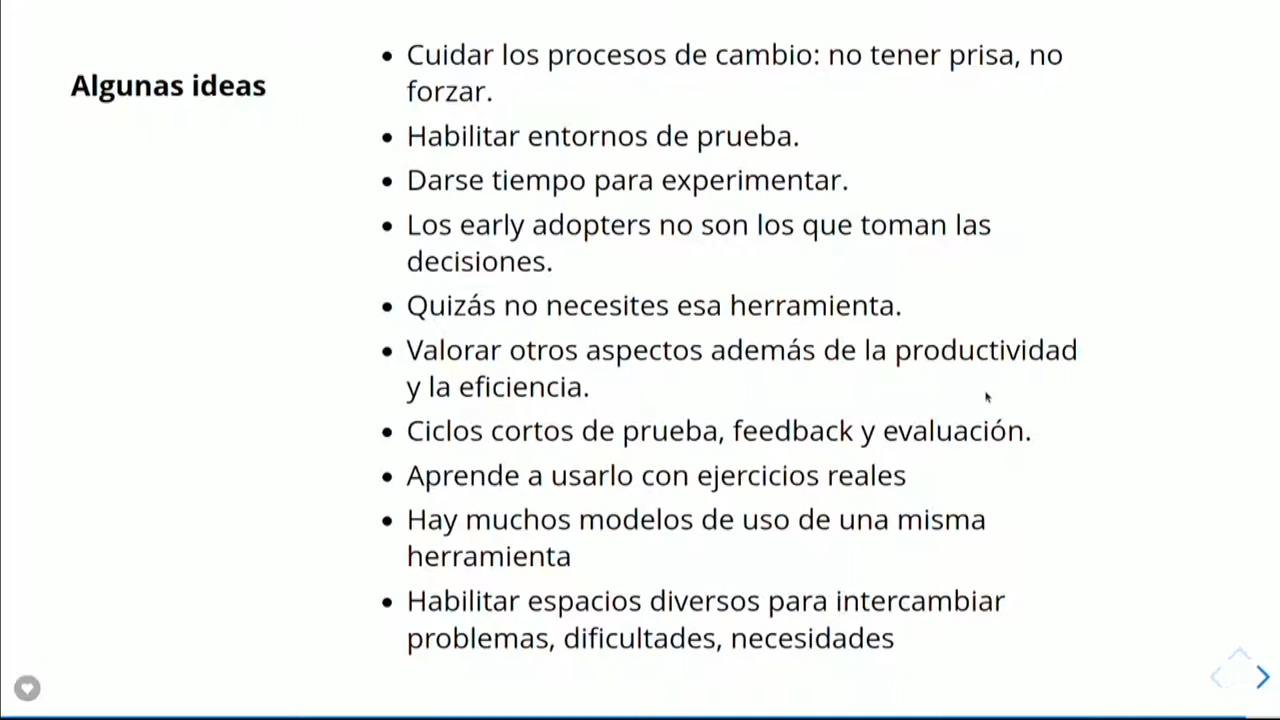 Algunas ideas
• Cuidar los procesos de cambio: no tener prisa, no
forzar.
• Habilitar entornos de prueba.
• Darse tiempo para experimentar.
• Los early adopters no son los que toman las
decisiones.
• Quizás no necesites esa herramienta.
• Valorar otros aspectos además de la productividad
y la eficiencia.
• Ciclos cortos de prueba, feedback y evaluación.
• Aprende a usarlo con ejercicios reales
• Hay muchos modelos de uso de una misma
herramienta
• Habilitar espacios diversos para intercambiar
problemas, dificultades, necesidades